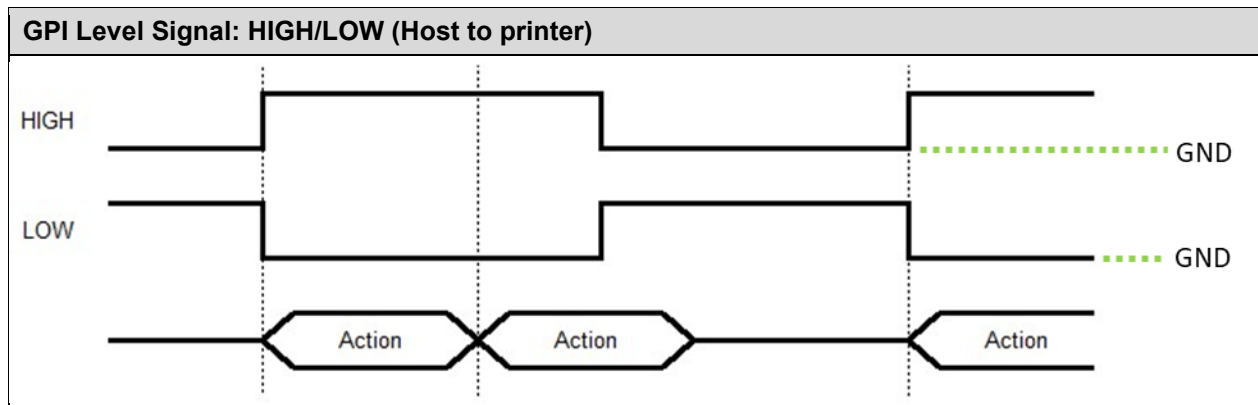 GPI Level Signal: HIGH/LOW (Host to printer)
HIGH
GND
LOW
GND
Action
Action
Action